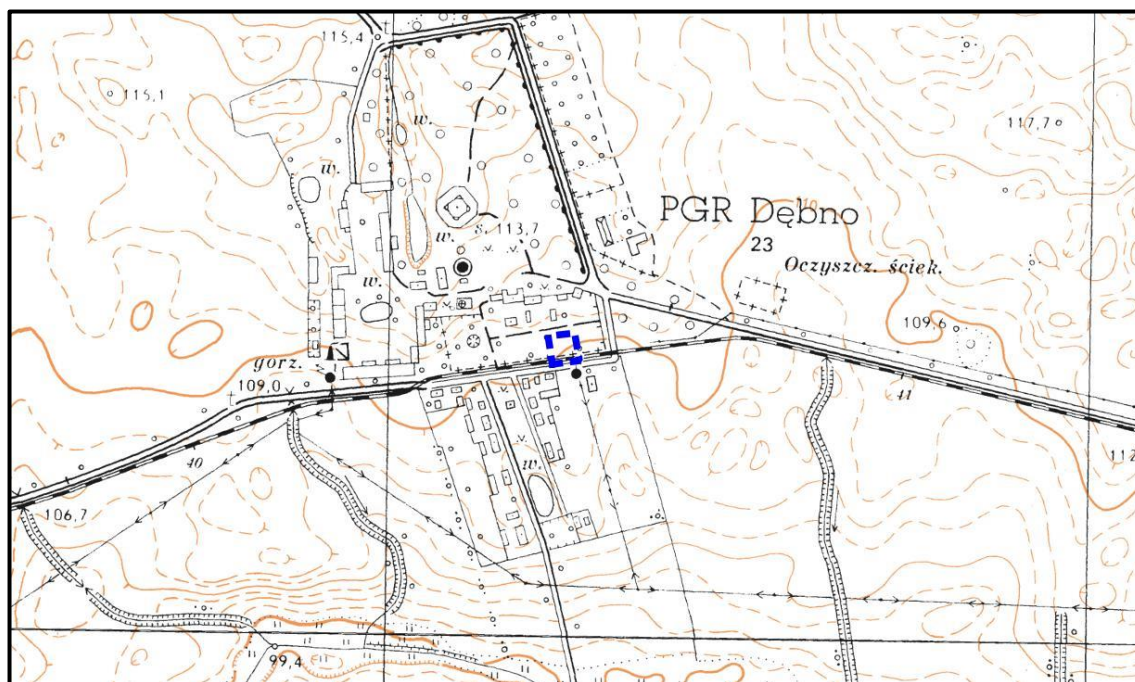 115,4
115,1
w.
117,7
w.
PGR Dębno
110
s. 113,7
w.
23
Oczyszcz. ściek.
w.
109,6
gorz.
109,0
41
112
w.
40
106,7
99,4